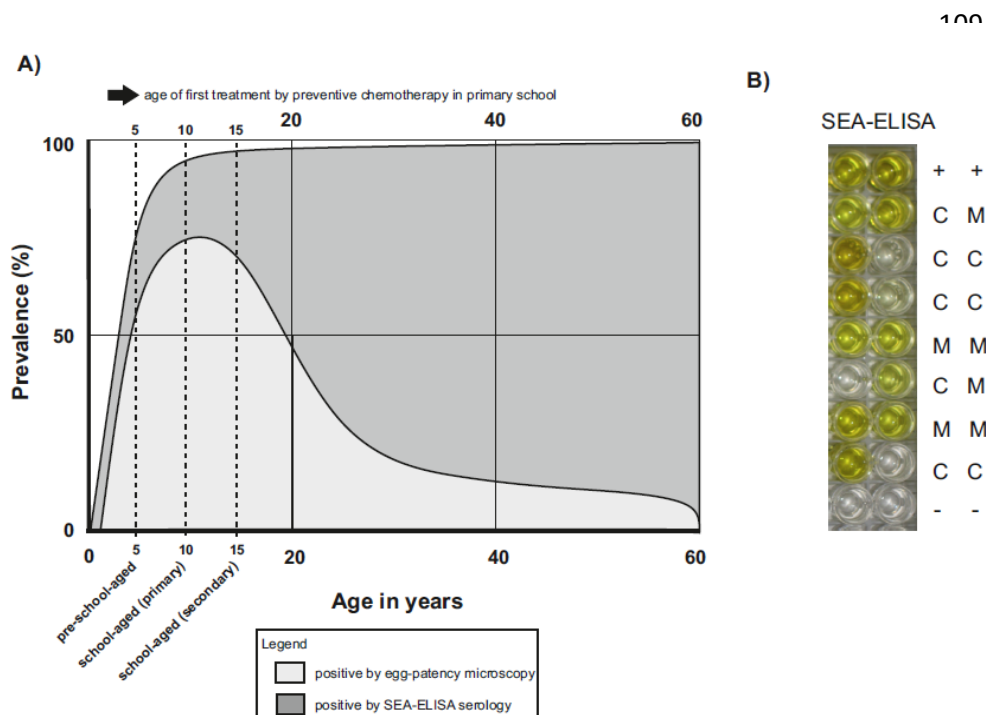 A)
age of first treatment by preventive chemotherapy in primary school
5 10 15 20 40 60
100
50
0
Prevalence (%)
0 5 10 15 20 40 60
pre-school-aged
school-aged (primary)
school-aged (secondary)
Age in years
Legend
positive by egg-patency microscopy
positive by SEA-ELISA serology
B)
SEA-ELISA
+ +
C M
C C
C C
M M
C M
M M
C C
- -